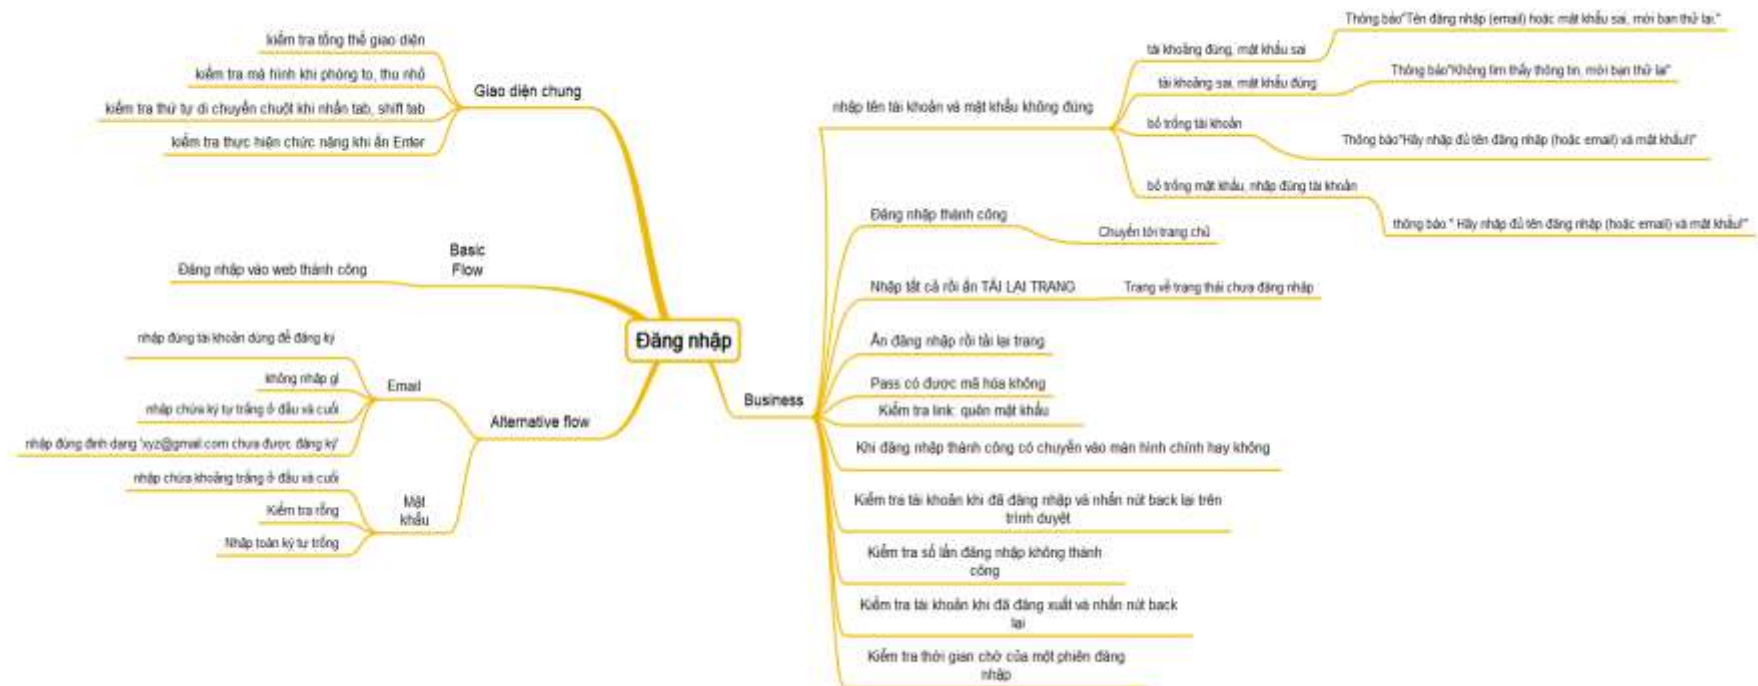 kiểm tra tổng thể giao diện
kiểm tra mà hình khi phóng to, thu nhỏ
kiểm tra thứ tự di chuyển chuột khi nhấn tab, shift tab
kiểm tra thực hiện chức năng khi ấn Enter
Giao diện chung
Basic
Flow
Đăng nhập vào web thành công
Đăng nhập
nhập đúng tài khoản dùng để đăng ký
không nhập gì
nhập chứa ký tự trắng ở đầu và cuối
nhập đúng định dạng 'xyz@gmail.com chưa được đăng ký'
Email
Alternative flow
nhập chứa khoảng trắng ở đầu và cuối
Kiểm tra rỗng
Nhập toàn ký tự trống
Mật
khẩu
Business
nhập tên tài khoản và mật khẩu không đúng
tài khoảng đúng, mật khẩu sai
Thông báo"Tên đăng nhập (email) hoặc mật khẩu sai, mời bạn thử lại."
tài khoảng sai, mật khẩu đúng
Thông báo"Không tìm thấy thông tin, mời bạn thử lại"
bỏ trống tài khoản
Thông báo"Hãy nhập đủ tên đăng nhập (hoặc email) và mật khẩu!!"
bỏ trống mật khẩu, nhập đúng tài khoản
thông báo " Hãy nhập đủ tên đăng nhập (hoặc email) và mật khẩu!"
Đăng nhập thành công
Chuyển tới trang chủ
Nhập tất cả rồi ấn TẢI LẠI TRANG
Trang về trạng thái chưa đăng nhập
Ấn đăng nhập rồi tải lại trang
Pass có được mã hóa không
Kiểm tra link: quên mật khẩu
Khi đăng nhập thành công có chuyển vào màn hình chính hay không
Kiểm tra tài khoản khi đã đăng nhập và nhấn nút back lại trên
trình duyệt
Kiểm tra số lần đăng nhập không thành
công
Kiểm tra tài khoản khi đã đăng xuất và nhấn nút back
lại
Kiểm tra thời gian chờ của một phiên đăng
nhập